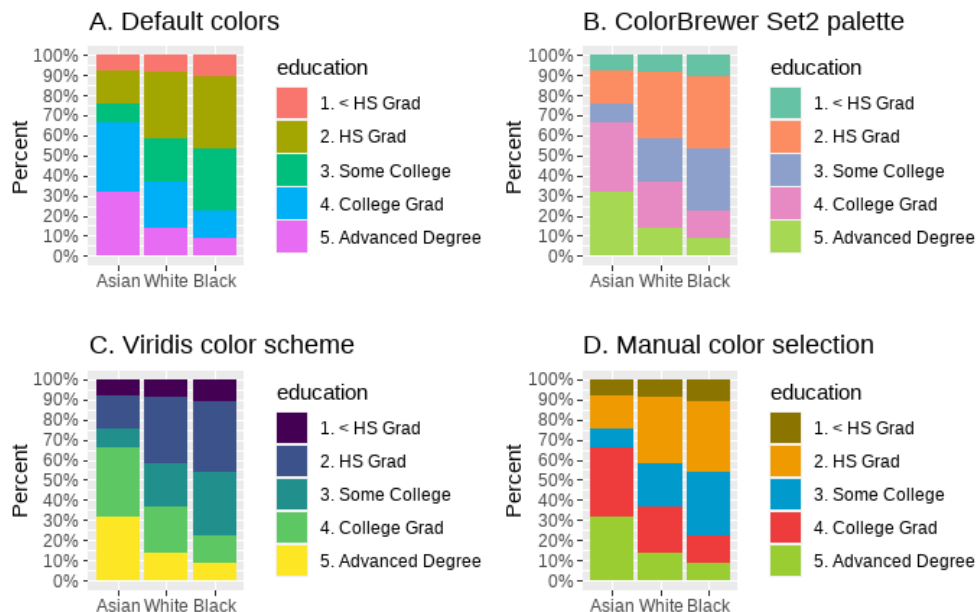 A. Default colors
100%
90%
80%
70%
60%
50%
40%
30%
20%
10%
0%
Percent
Asian White Black
education
1. < HS Grad
2. HS Grad
3. Some College
4. College Grad
5. Advanced Degree
B. ColorBrewer Set2 palette
100%
90%
80%
70%
60%
50%
40%
30%
20%
10%
0%
Percent
Asian White Black
education
1. < HS Grad
2. HS Grad
3. Some College
4. College Grad
5. Advanced Degree
C. Viridis color scheme
100%
90%
80%
70%
60%
50%
40%
30%
20%
10%
0%
Percent
Asian White Black
education
1. < HS Grad
2. HS Grad
3. Some College
4. College Grad
5. Advanced Degree
D. Manual color selection
100%
90%
80%
70%
60%
50%
40%
30%
20%
10%
0%
Percent
Asian White Black
education
1. < HS Grad
2. HS Grad
3. Some College
4. College Grad
5. Advanced Degree